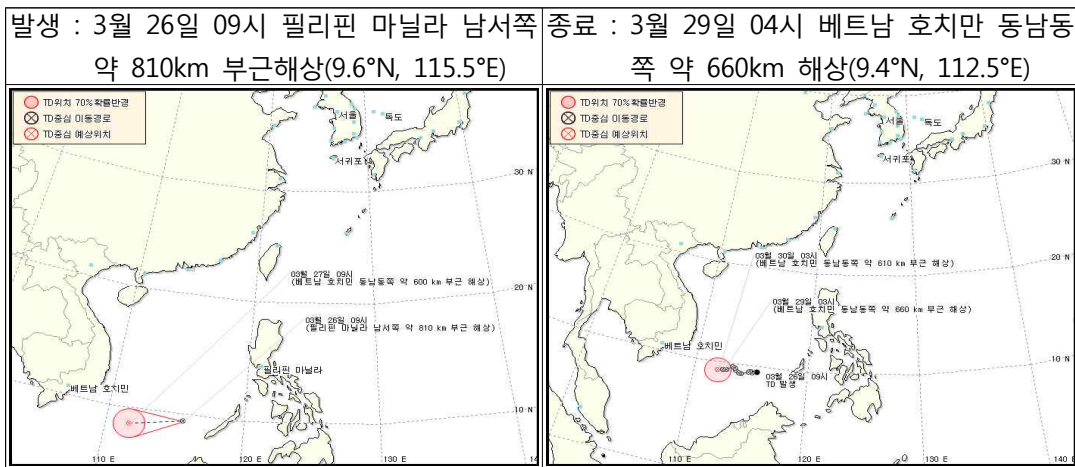 발생 : 3월 26일 09시 필리핀 마닐라 남서쪽
약 810km 부근해상(9.6°N, 115.5°E)
TD위치 70%확률반경
TD중심 이동경로
TD중심 예상위치
서울
독도
서귀포
30 N
03월 27일 09시
(베트남 호치민 동남동쪽 약 600 km 부근 해상)
20 N
03월 26일 09시
(필리핀 마닐라 남서쪽 약 810 km 부근 해상)
필리핀 마닐라
베트남 호치민
10 N
110 E
120 E
130 E
14
종료 : 3월 29일 04시 베트남 호치만 동남동
쪽 약 660km 해상(9.4°N, 112.5°E)
TD위치 70%확률반경
TD중심 이동경로
TD중심 예상위치
서울
독도
서귀포
30 N
03월 30일 03시
(베트남 호치민 동남동쪽 약 610 km 부근 해상)
20 N
03월 29일 03시
(베트남 호치민 동남동쪽 약 660 km 부근 해상)
베트남 호치민
10 N
03월 26일 09시
TD 발생
110 E
120 E
130 E
140 E